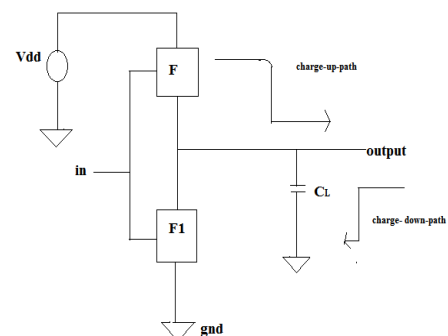 Vdd
F
charge-up-path
output
in
CL
F1
charge- down-path
gnd